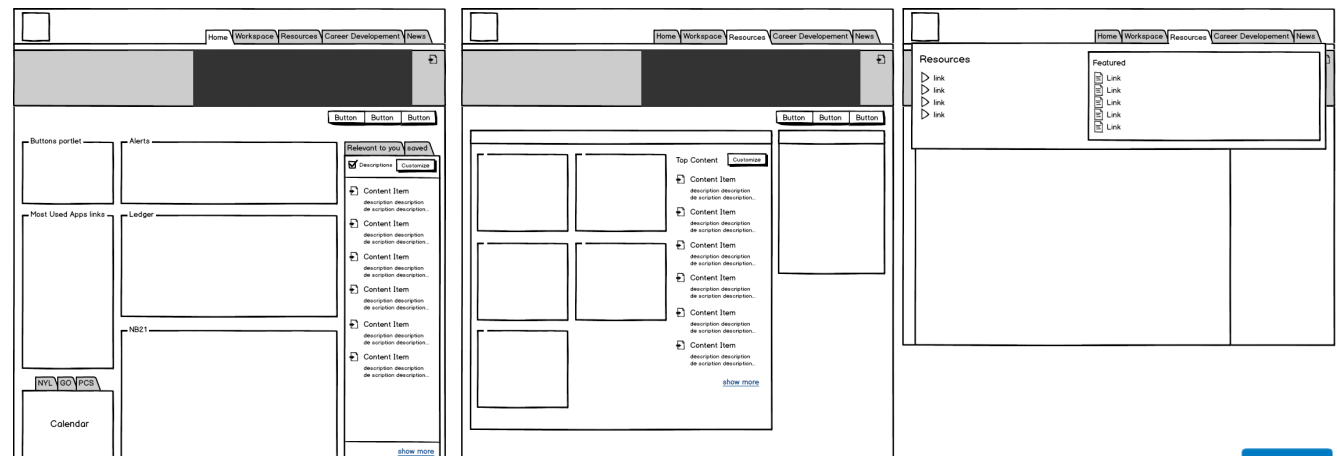 Home Workspace Resources Career Developement News
Button Button Button
Buttons portlet
Alerts
Relevant to you saved
Descriptions Customize
Content Item
description description
de scription description...
Content Item
description description
de scription description...
Content Item
description description
de scription description...
Content Item
description description
de scription description...
Content Item
description description
de scription description...
Content Item
description description
de scription description...
show more
Most Used Apps links
Ledger
NB21
NYL GO PCS
Calendar
Home Workspace Resources Career Developement News
Button Button Button
Top Content Customize
Content Item
description description
de scription description...
Content Item
description description
de scription description...
Content Item
description description
de scription description...
Content Item
description description
de scription description...
Content Item
description description
de scription description...
Content Item
description description
de scription description...
show more
Home Workspace Resources Career Developement News
Resources
link
link
link
link
Featured
Link
Link
Link
Link
Link